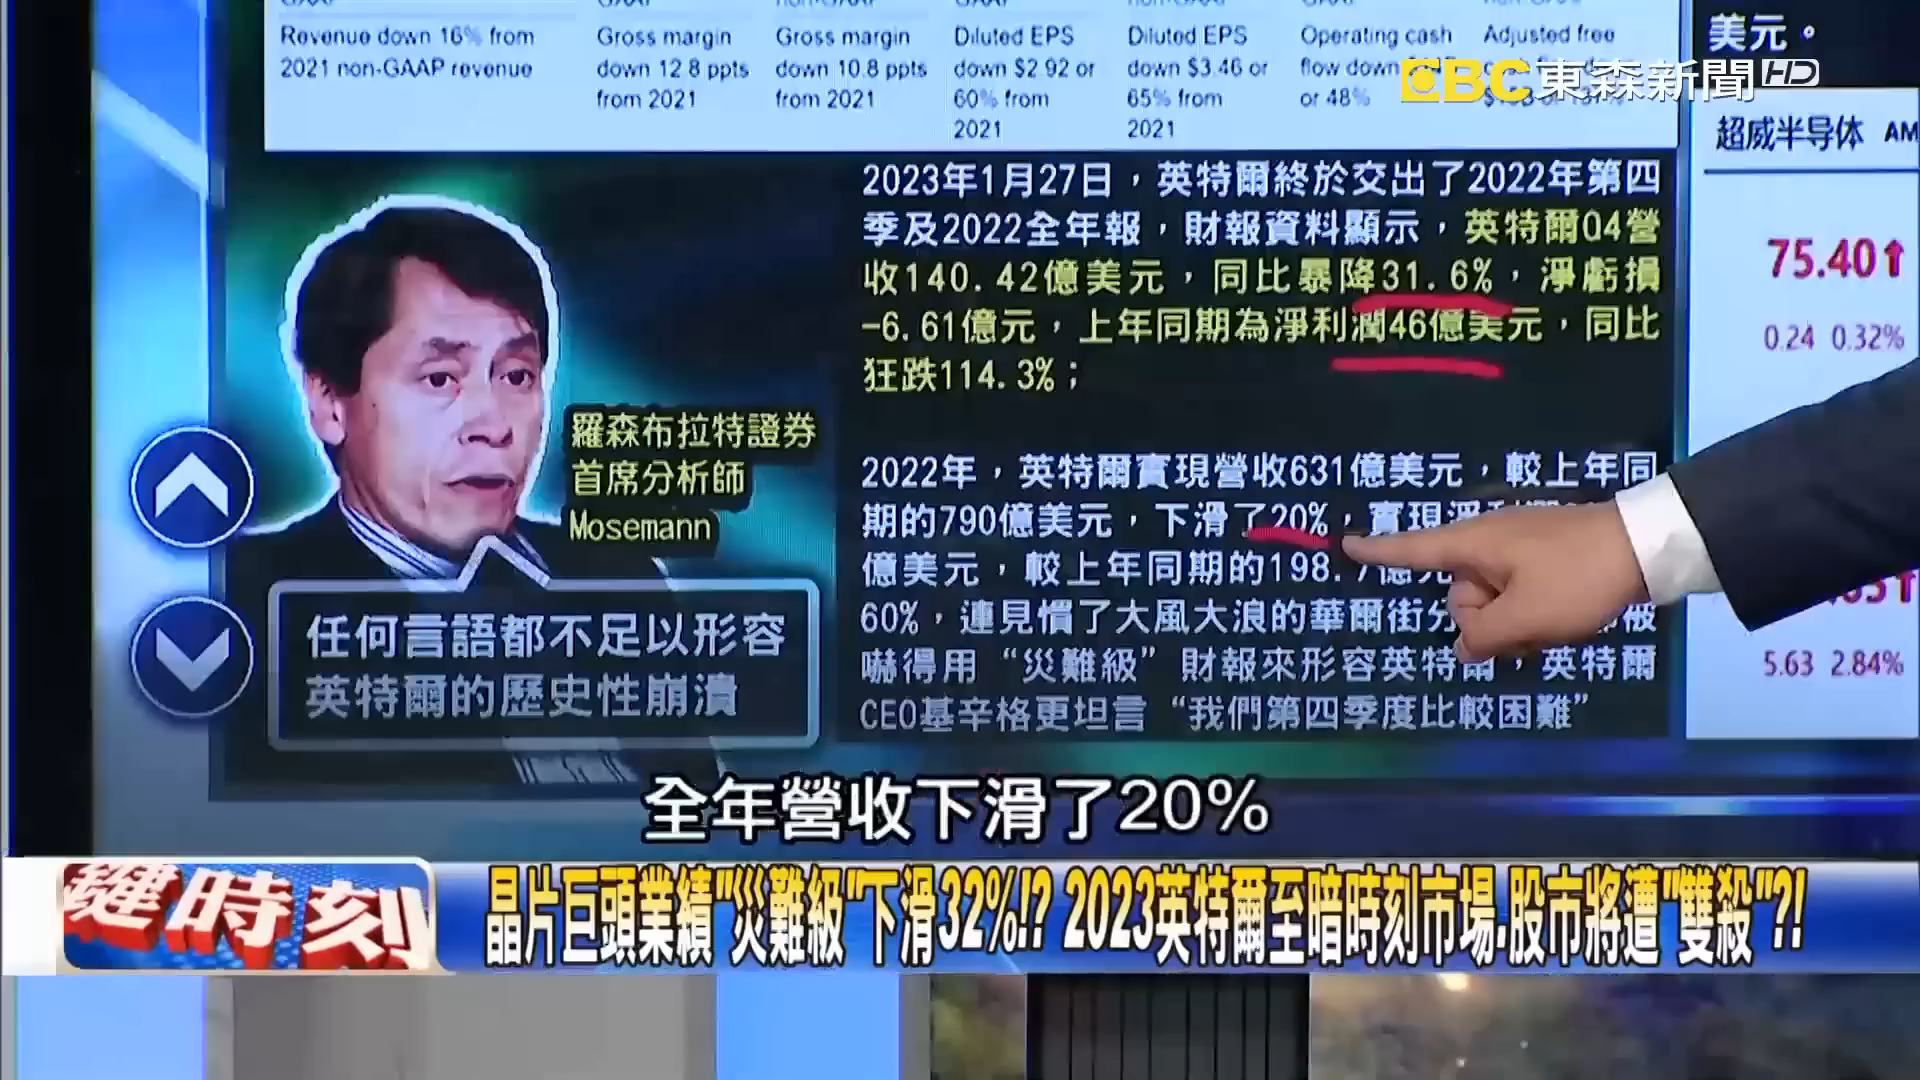 Revenue down 16% from
2021 non-GAAP revenue
Gross margin
down 12.8 ppts
from 2021
Gross margin
down 10.8 ppts
from 2021
Diluted EPS
down $2.92 or
60% from
2021
Diluted EPS
down $3.46 or
65% from
2021
Operating cash
flow down
or 48%
Adjusted free
美元。
EBC東森新聞HD
超威半导体 AM
75.40↑
0.24 0.32%
5.63 2.84%
2023年1月27日，英特爾終於交出了2022年第四
季及2022全年報，財報資料顯示，英特爾Q4營
收140.42億美元，同比暴降31.6%，淨虧損
-6.61億元，上年同期為淨利潤46億美元，同比
狂跌114.3%；
2022年，英特爾實現營收631億美元，較上年同
期的790億美元，下滑了20%，實現淨利潤
億美元，較上年同期的198.7億元
60%，連見慣了大風大浪的華爾街分 被
嚇得用“災難級”財報來形容英特爾，英特爾
CEO基辛格更坦言“我們第四季度比較困難”
羅森布拉特證券
首席分析師
Mosemann
任何言語都不足以形容
英特爾的歷史性崩潰
全年營收下滑了20%
鍵時刻
晶片巨頭業績"災難級"下滑32%!? 2023英特爾至暗時刻市場.股市將遭"雙殺"?!